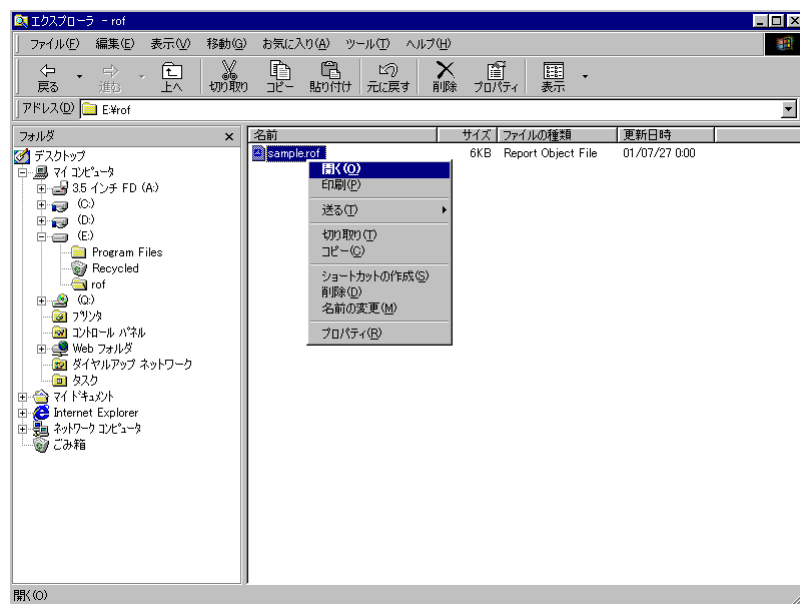 エクスプローラ - rof
ファイル(F) 編集(E) 表示(V) 移動(G) お気に入り(A) ツール(T) ヘルプ(H)
戻る 進む 上へ 切り取り コピー 貼り付け 元に戻す 削除 プロパティ 表示
アドレス(D) E:¥rof
フォルダ
名前 サイズ ファイルの種類 更新日時
デスクトップ
マイ コンピュータ
3.5 インチ FD (A:)
(C:)
(D:)
(E:)
Program Files
Recycled
rof
(Q:)
プリンタ
コントロール パネル
Web フォルダ
ダイヤルアップ ネットワーク
タスク
マイ ドキュメント
Internet Explorer
ネットワーク コンピュータ
ごみ箱
sample.rof 6KB Report Object File 01/07/27 0:00
開く(O)
印刷(P)
送る(T)
切り取り(T)
コピー(C)
ショートカットの作成(S)
削除(D)
名前の変更(M)
プロパティ(R)
開く(O)